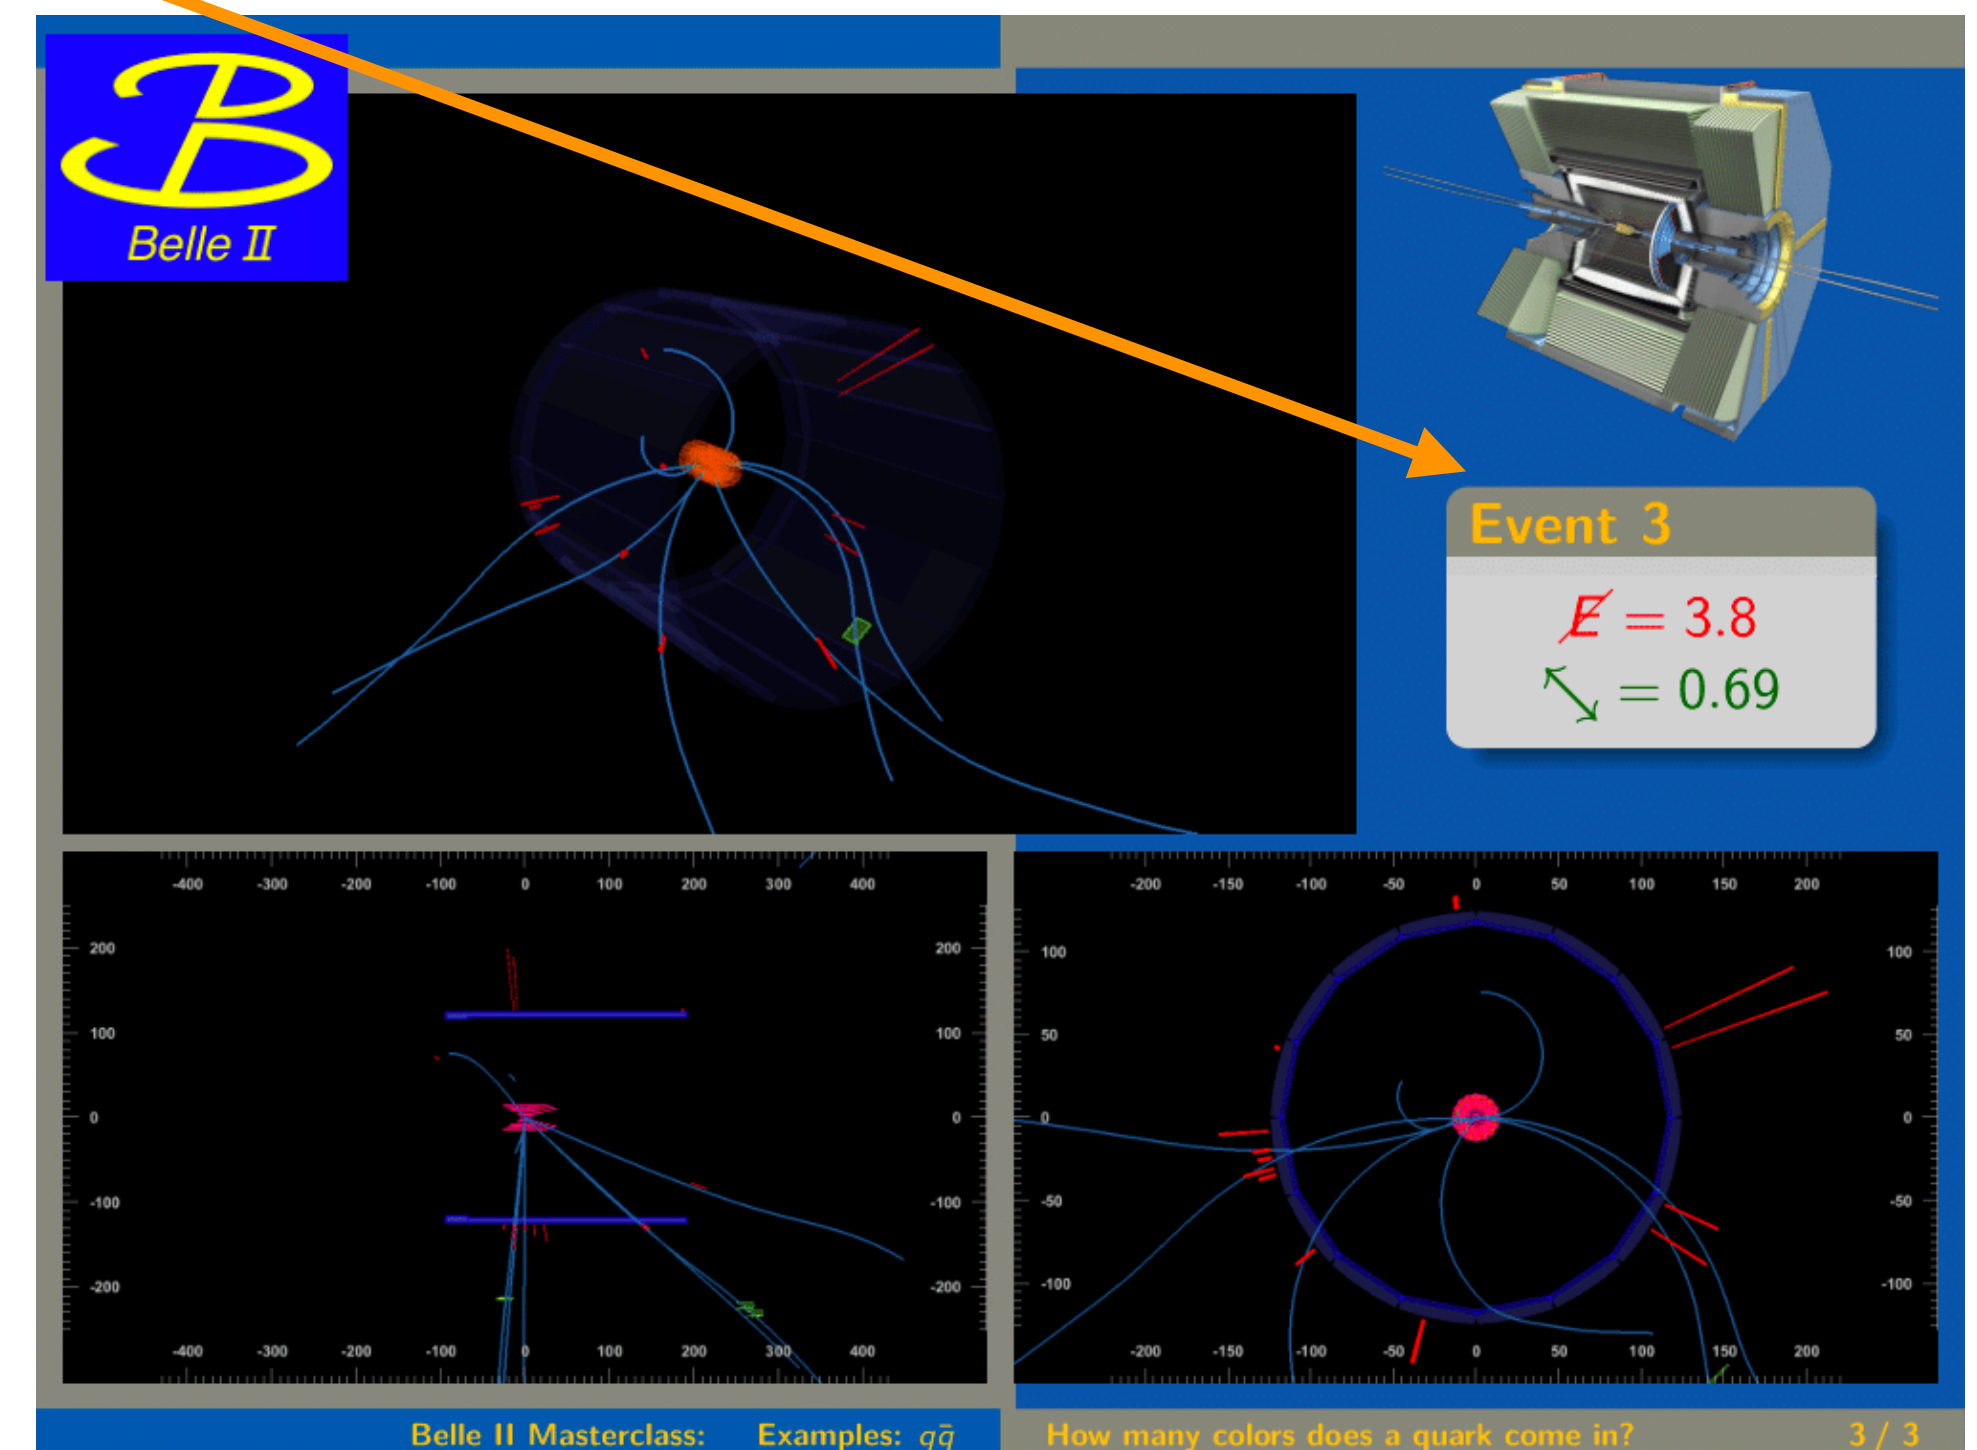 B
Belle II
Event 3
E̸ = 3.8
⤡ = 0.69
-400 -300 -200 -100 0 100 200 300 400
200 200
100 100
0 0
-100 -100
-200 -200
-400 -300 -200 -100 0 100 200 300 400
-200 -150 -100 -50 0 50 100 150 200
100 100
50 50
0 0
-50 -50
-100 -100
-200 -150 -100 -50 0 50 100 150 200
Belle II Masterclass: Examples: qq̄ How many colors does a quark come in? 3 / 3